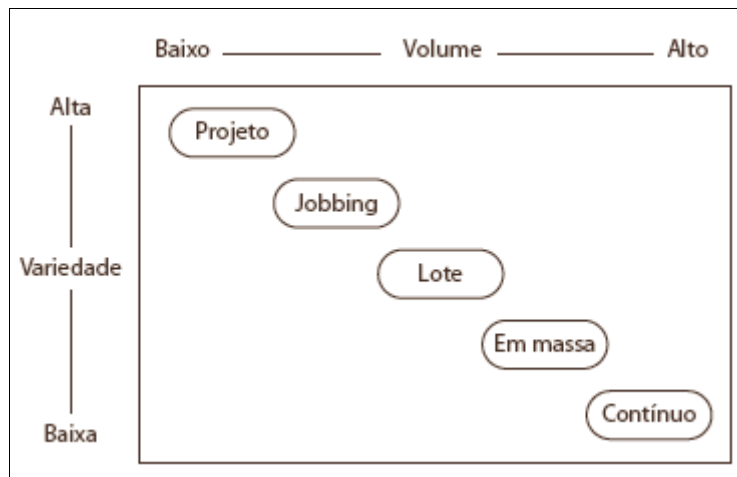 Baixo Volume Alto
Alta
Projeto
Jobbing
Variedade
Lote
Em massa
Contínuo
Baixa